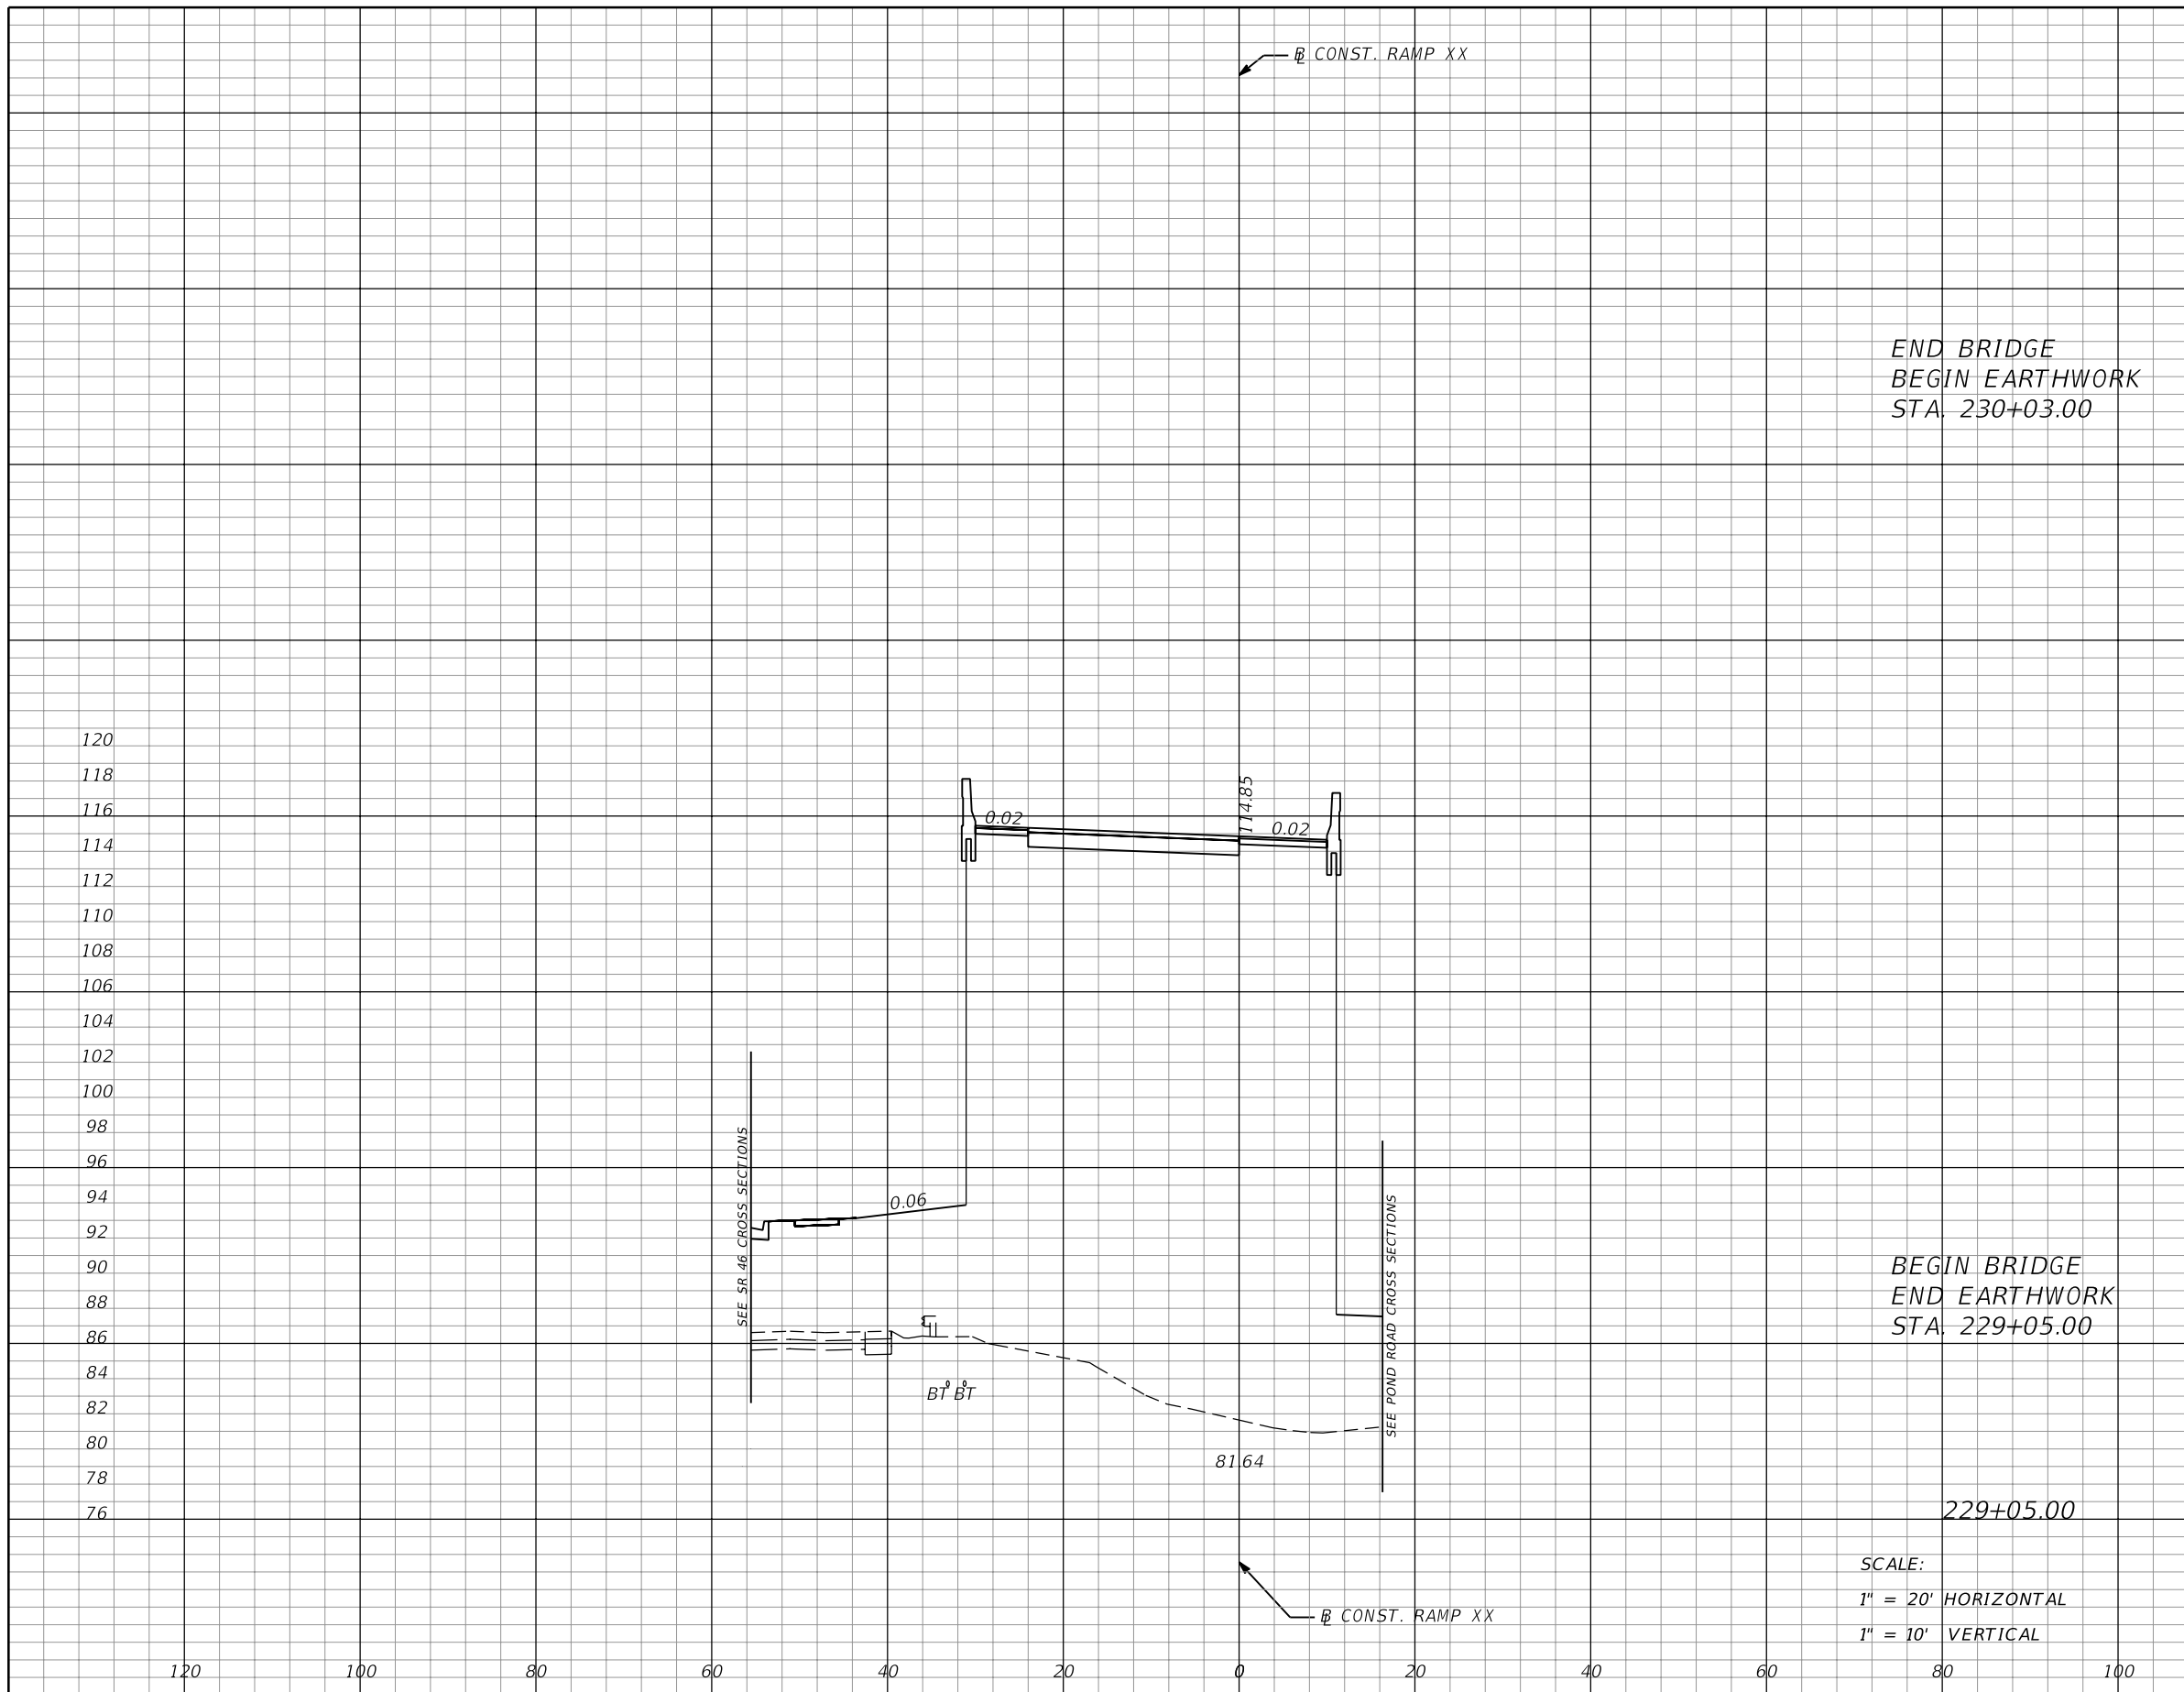 ℄ CONST. RAMP XX
END BRIDGE
BEGIN EARTHWORK
STA. 230+03.00
120
118
116
114
112
110
108
106
104
102
100
98
96
94
92
90
88
86
84
82
80
78
76
0.02
114.85
0.02
SEE SR 46 CROSS SECTIONS
0.06
SEE POND ROAD CROSS SECTIONS
BT BT
81.64
BEGIN BRIDGE
END EARTHWORK
STA. 229+05.00
229+05.00
SCALE:
1" = 20' HORIZONTAL
1" = 10' VERTICAL
℄ CONST. RAMP XX
120 100 80 60 40 20 0 20 40 60 80 100